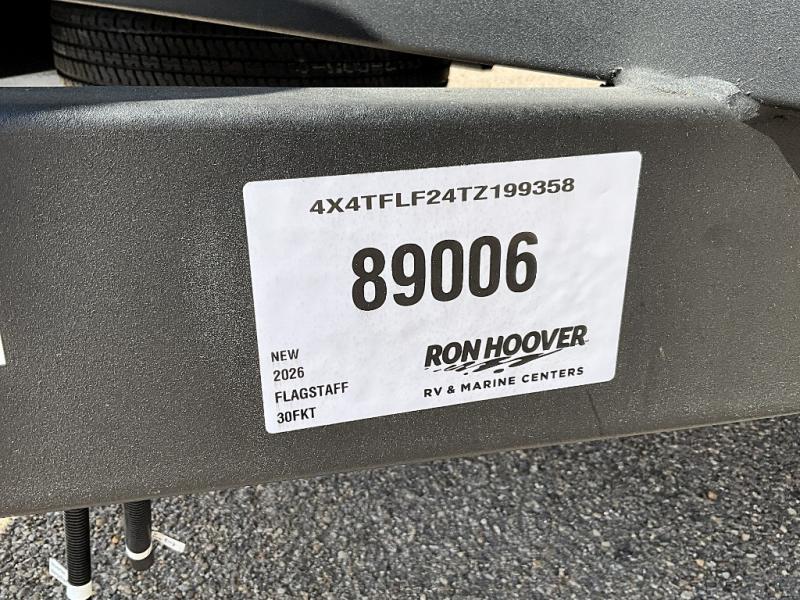 4X4TFLF24TZ199358
89006
NEW
2026
FLAGSTAFF
30FKT
RON HOOVER
RV & MARINE CENTERS